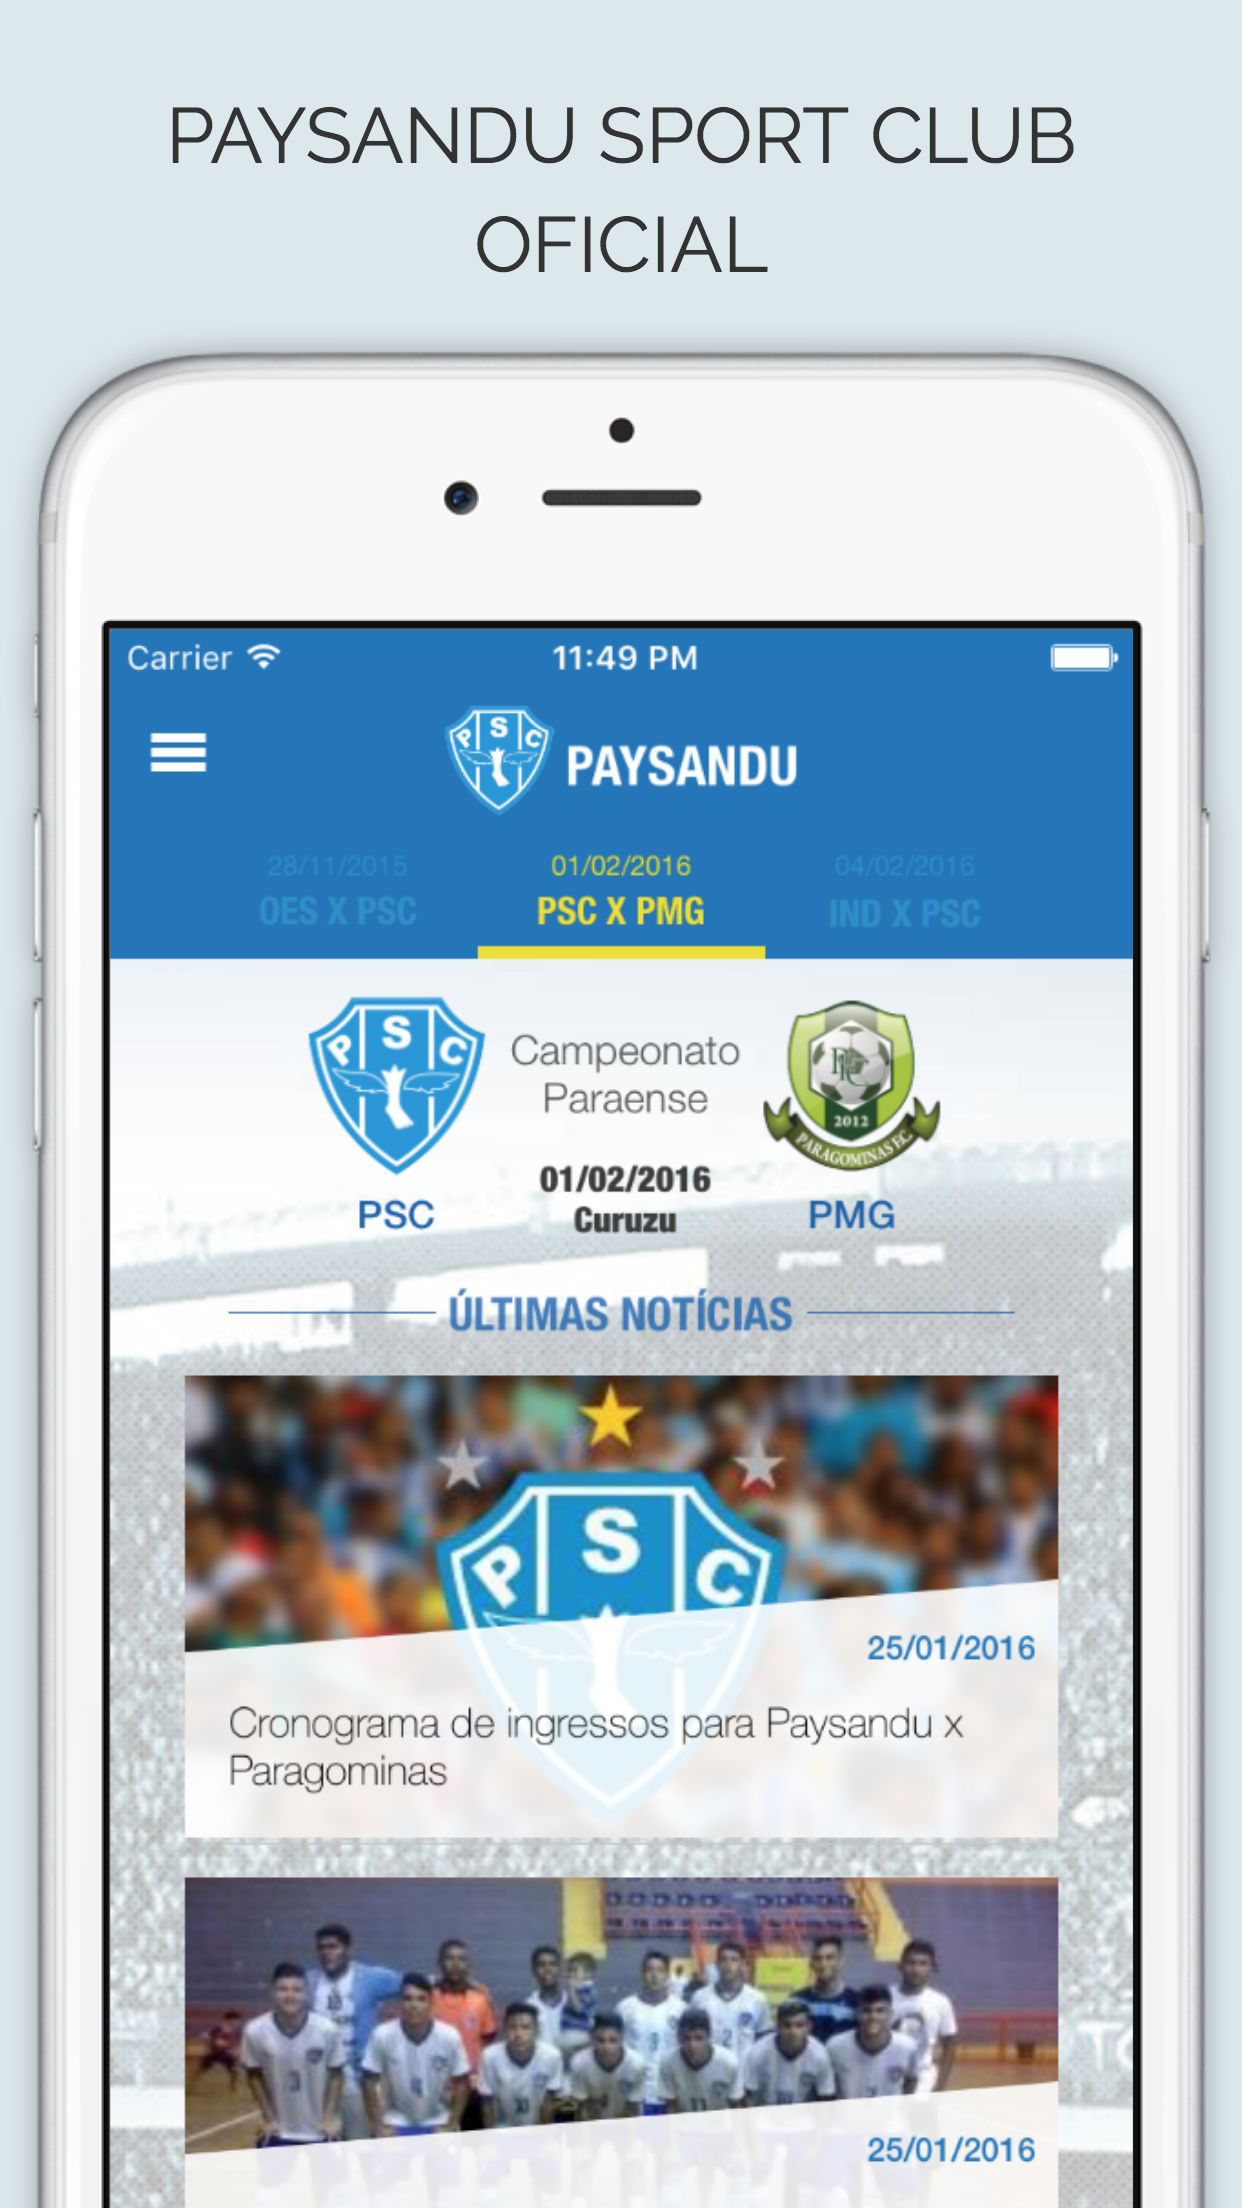 PAYSANDU SPORT CLUB
OFICIAL
Carrier 11:49 PM
P S C PAYSANDU
28/11/2015 01/02/2016 04/02/2016
OES X PSC PSC X PMG IND X PSC
P S C
Campeonato
Paraense
2012
PARAGOMINAS F.C.
01/02/2016
Curuzu
PSC
PMG
ÚLTIMAS NOTÍCIAS
P S C
25/01/2016
Cronograma de ingressos para Paysandu x
Paragominas
25/01/2016